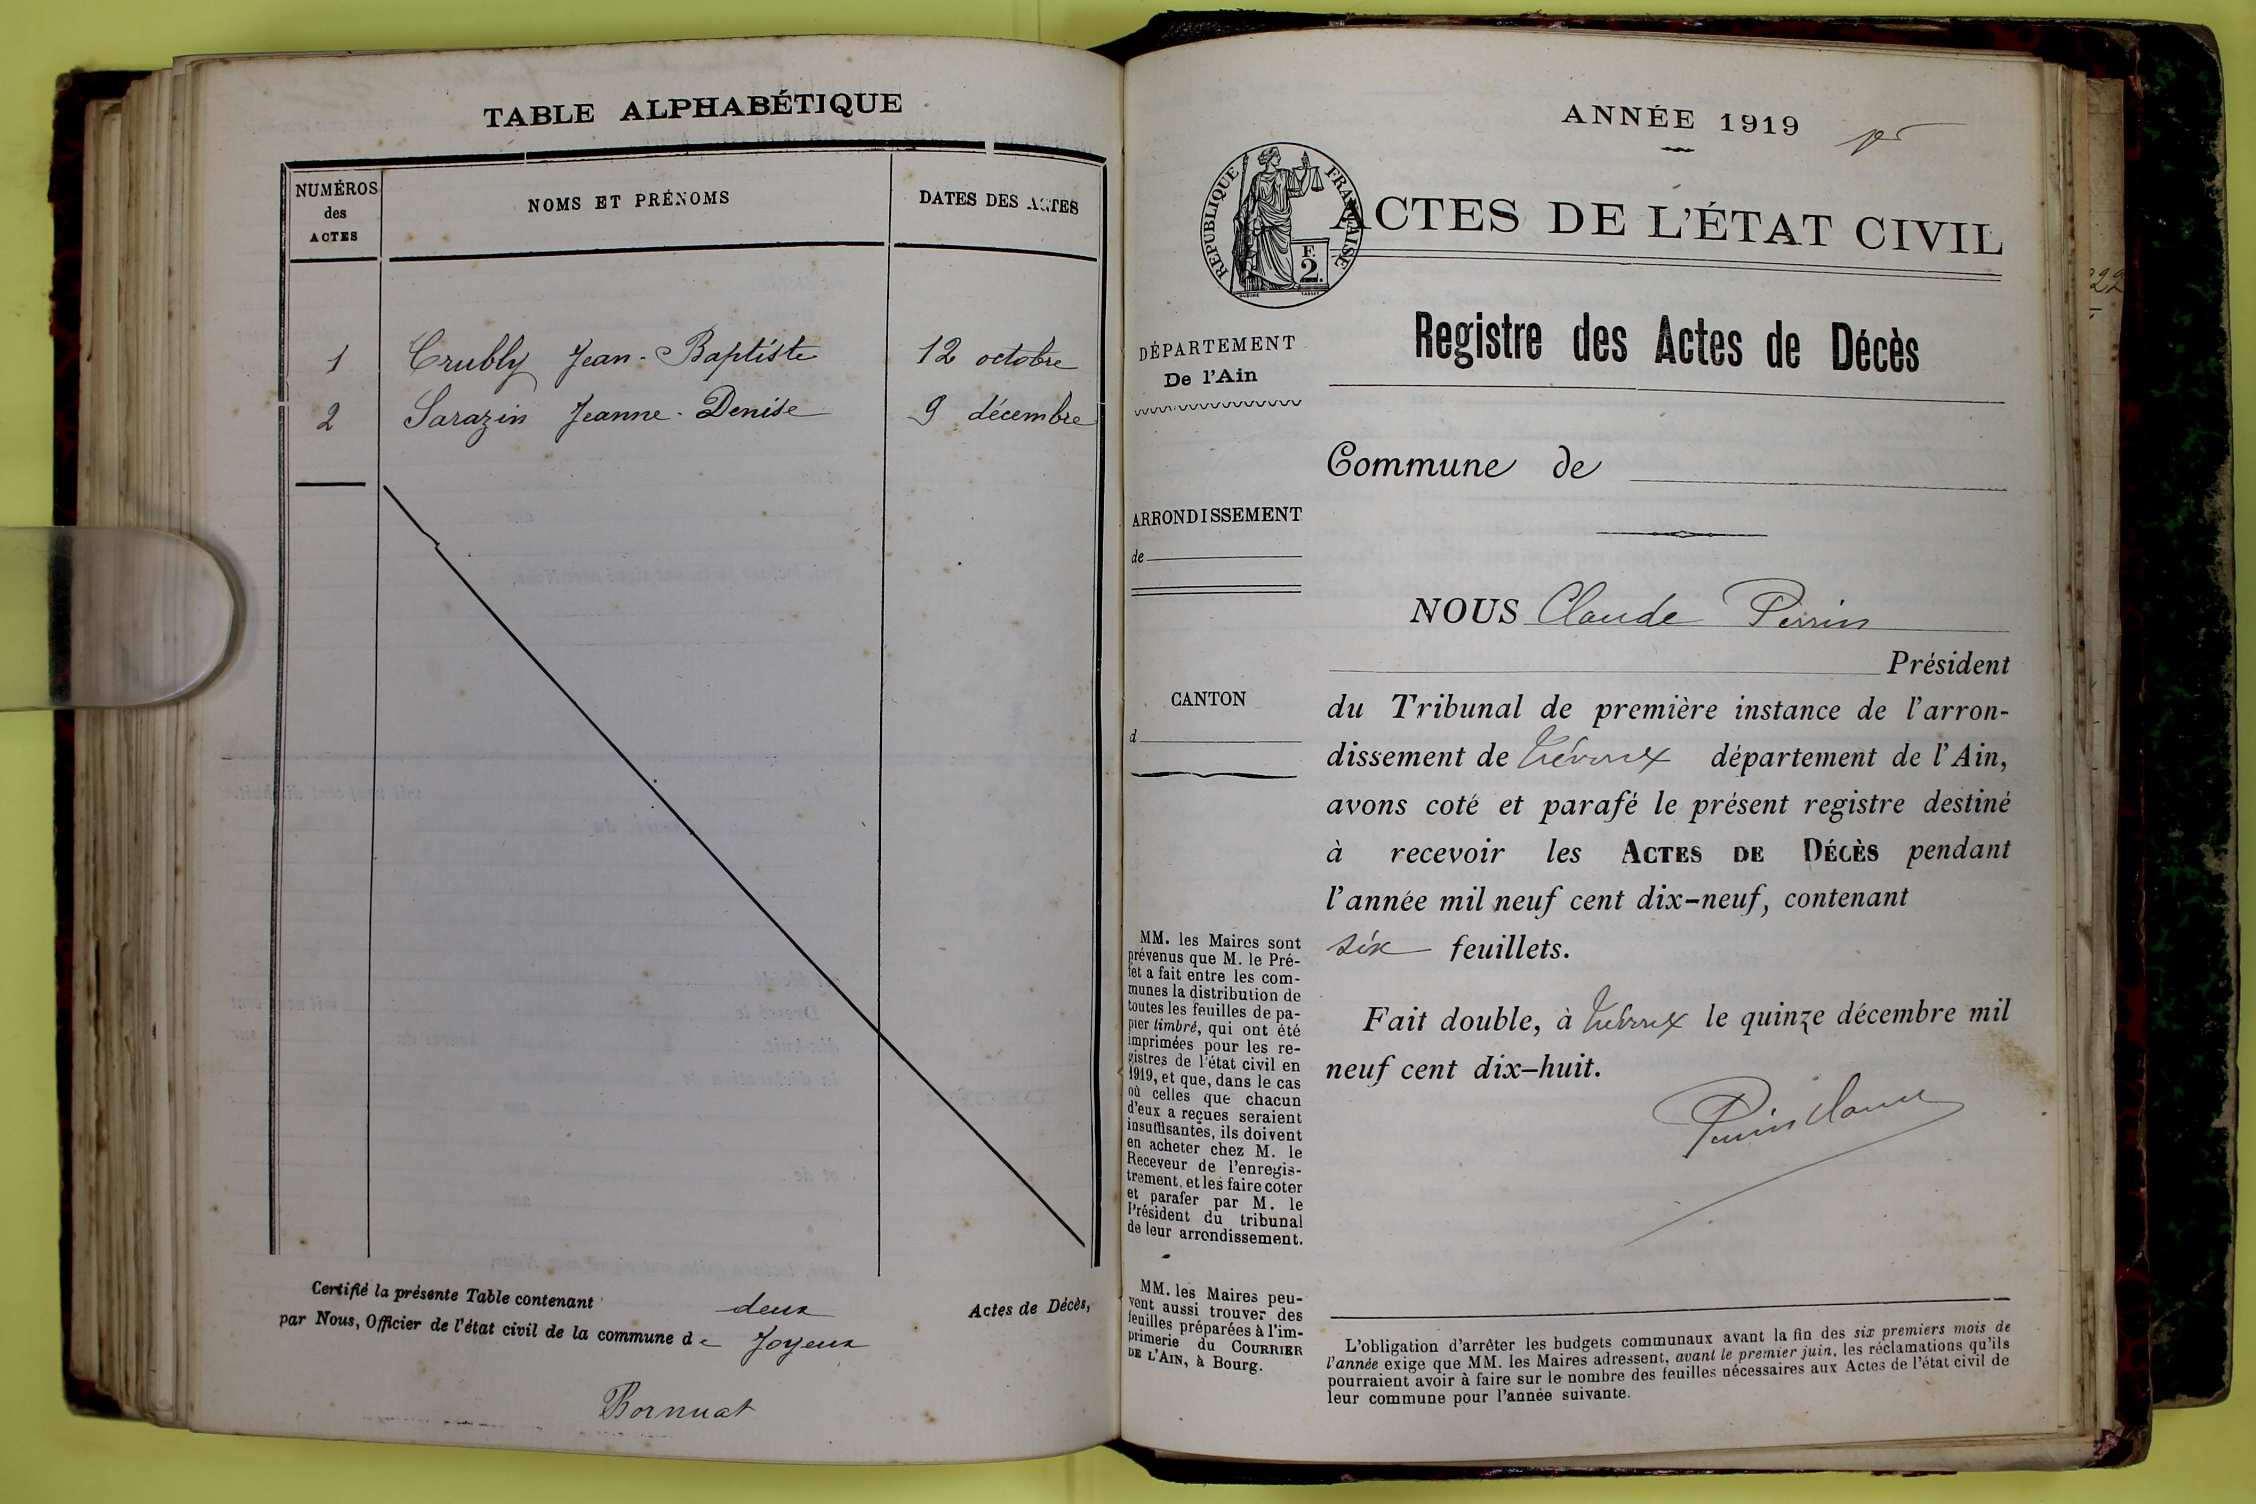 TABLE ALPHABÉTIQUE
NUMÉROS
des
ACTES
NOMS ET PRÉNOMS
DATES DES ACTES
1 Crubly Jean-Baptiste 12 octobre
2 Sarazin Jeanne-Denise 9 décembre
Certifié la présente Table contenant deux Actes de Décès,
par Nous, Officier de l'état civil de la commune de Joyeux
Bornuat
ANNÉE 1919
RÉPUBLIQUE FRANÇAISE
F.
2.
ACTES DE L'ÉTAT CIVIL
Registre des Actes de Décès
DÉPARTEMENT
De l'Ain
Commune de
ARRONDISSEMENT
de
CANTON
d
NOUS Claude Perrin
Président
du Tribunal de première instance de l'arron-
dissement de Trévoux département de l'Ain,
avons coté et parafé le présent registre destiné
à recevoir les ACTES DE DÉCÈS pendant
l'année mil neuf cent dix-neuf, contenant
six feuillets.
Fait double, à Trévoux le quinze décembre mil
neuf cent dix-huit.
Perrin Claude
MM. les Maires sont
prévenus que M. le Pré-
fet a fait entre les com-
munes la distribution de
toutes les feuilles de pa-
pier timbré, qui ont été
imprimées pour les re-
gistres de l'état civil en
1919, et que, dans le cas
où celles que chacun
d'eux a reçues seraient
insuffisantes, ils doivent
en acheter chez M. le
Receveur de l'enregis-
trement, et les faire coter
et parafer par M. le
Président du tribunal
de leur arrondissement.
MM. les Maires peu-
vent aussi trouver des
feuilles préparées à l'im-
primerie du COURRIER
DE L'AIN, à Bourg.
L'obligation d'arrêter les budgets communaux avant la fin des six premiers mois de
l'année exige que MM. les Maires adressent, avant le premier juin, les réclamations qu'ils
pourraient avoir à faire sur le nombre des feuilles nécessaires aux Actes de l'état civil de
leur commune pour l'année suivante.